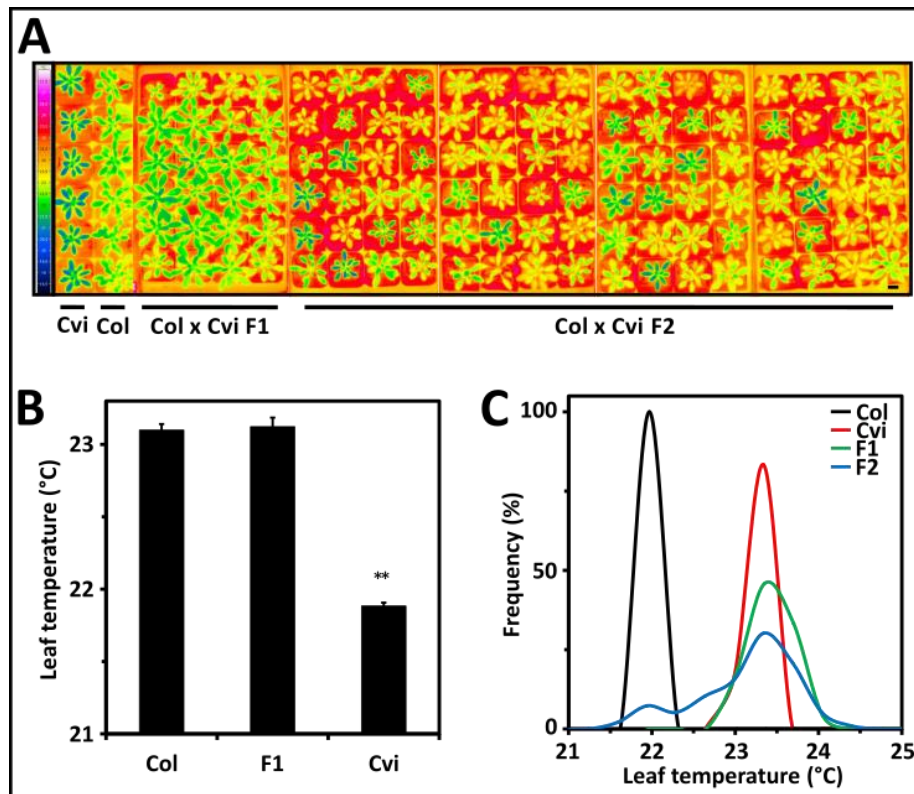 A
Cvi Col Col x Cvi F1 Col x Cvi F2
B
Leaf temperature (°C)
23
22
21
**
Col F1 Cvi
C
Frequency (%)
100
50
0
Col
Cvi
F1
F2
21 22 23 24 25
Leaf temperature (°C)